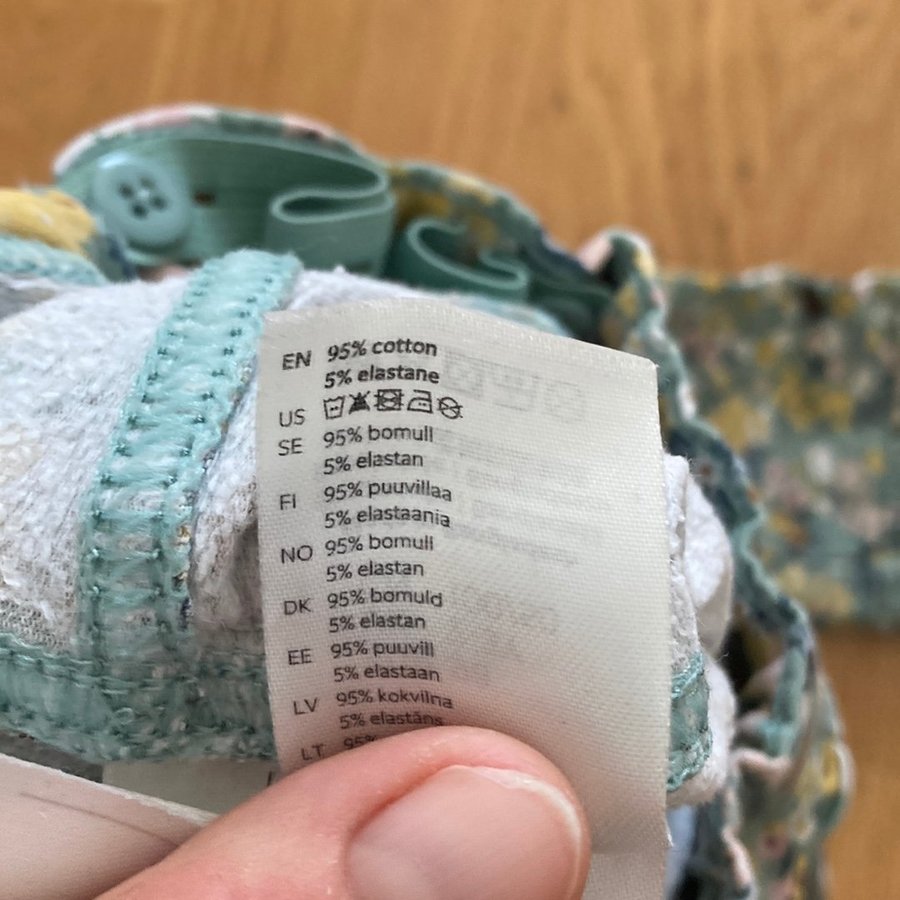 EN 95% cotton
5% elastane
US
SE 95% bomull
5% elastan
FI 95% puuvillaa
5% elastaania
NO 95% bomull
5% elastan
DK 95% bomuld
5% elastan
EE 95% puuvill
5% elastaan
LV 95% kokvilna
5% elastāns
LT 95%